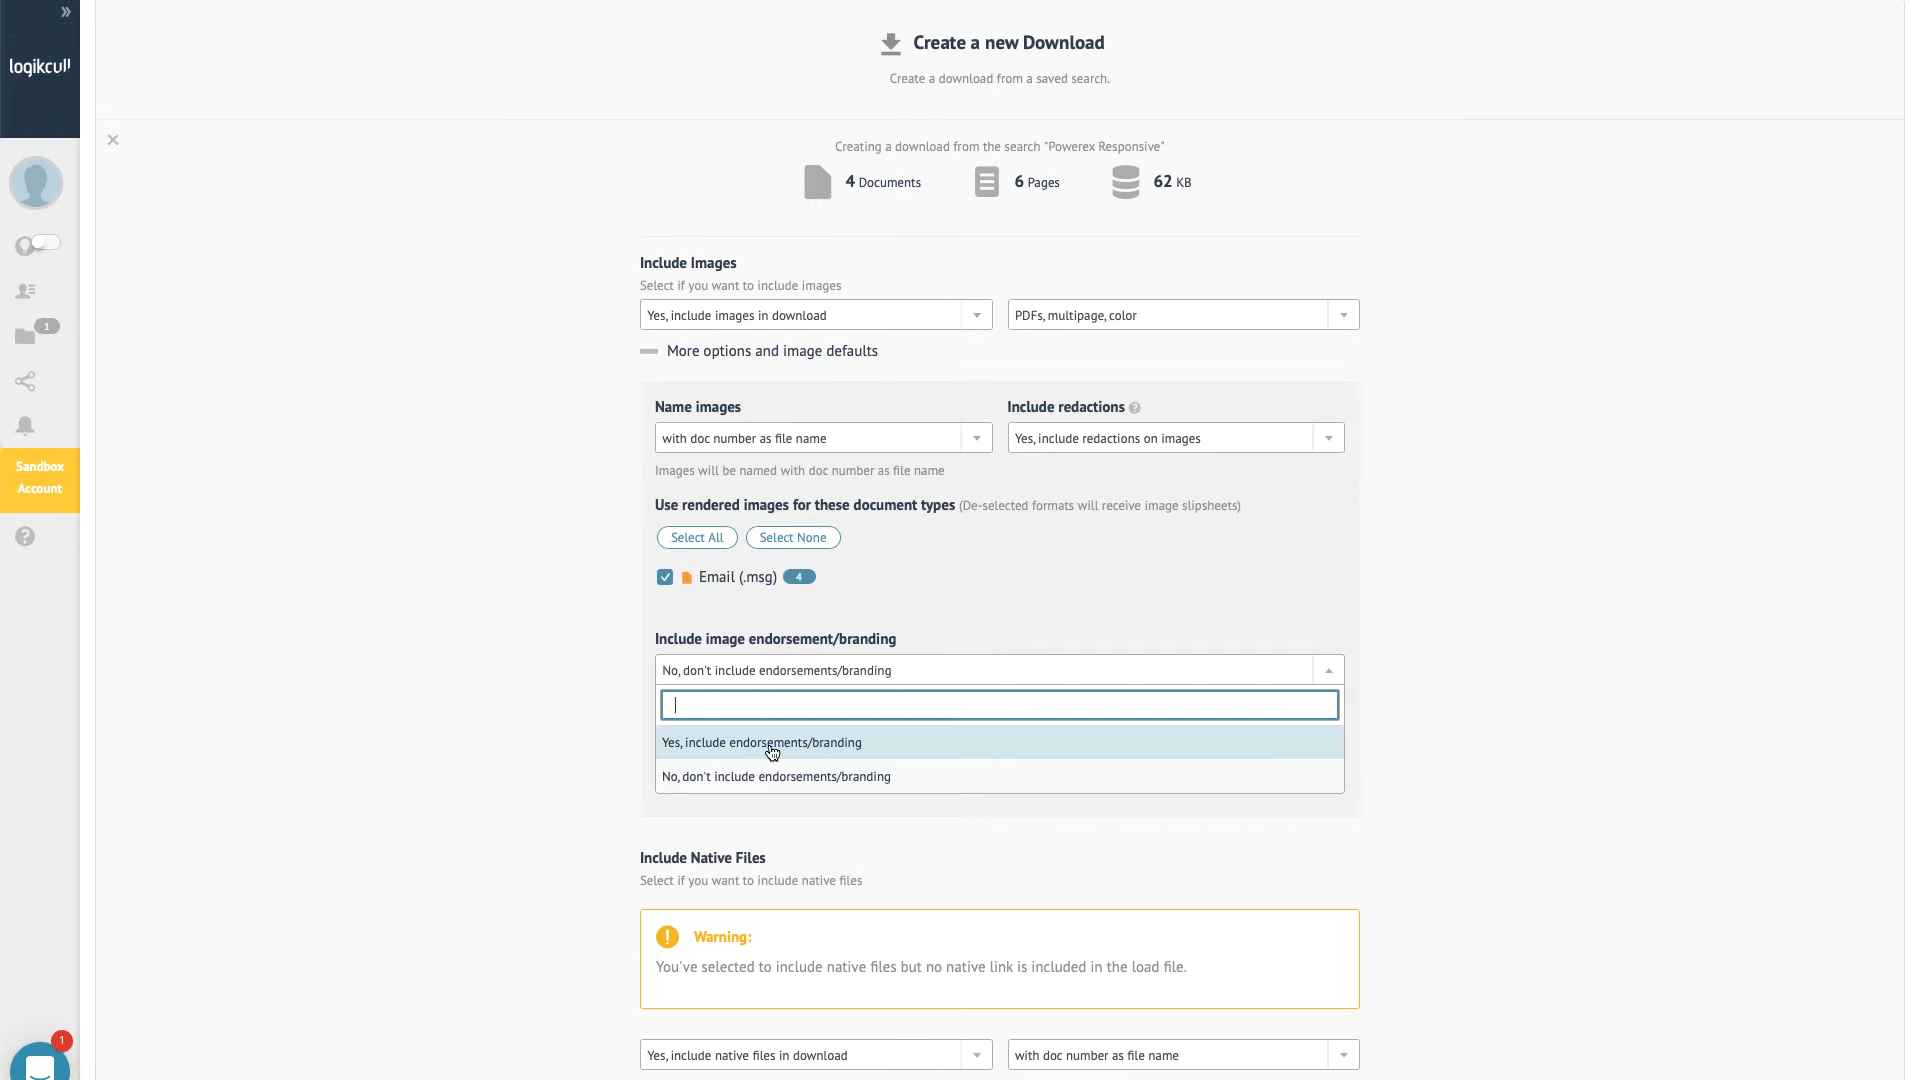 logikcull
1
Sandbox
Account
1
Create a new Download
Create a download from a saved search.
Creating a download from the search "Powerex Responsive"
4 Documents
6 Pages
62 KB
Include Images
Select if you want to include images
Yes, include images in download
PDFs, multipage, color
More options and image defaults
Name images
Include redactions
with doc number as file name
Yes, include redactions on images
Images will be named with doc number as file name
Use rendered images for these document types (De-selected formats will receive image slipsheets)
Select All
Select None
Email (.msg) 4
Include image endorsement/branding
No, don't include endorsements/branding
Yes, include endorsements/branding
No, don't include endorsements/branding
Include Native Files
Select if you want to include native files
Warning:
You've selected to include native files but no native link is included in the load file.
Yes, include native files in download
with doc number as file name